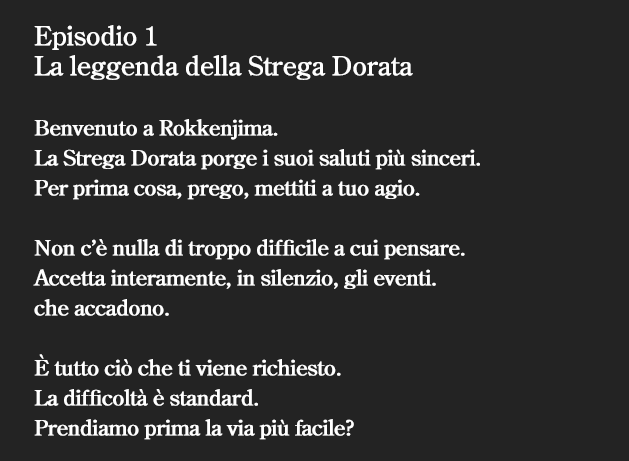 Episodio 1
La leggenda della Strega Dorata
Benvenuto a Rokkenjima.
La Strega Dorata porge i suoi saluti più sinceri.
Per prima cosa, prego, mettiti a tuo agio.
Non c'è nulla di troppo difficile a cui pensare.
Accetta interamente, in silenzio, gli eventi.
che accadono.
È tutto ciò che ti viene richiesto.
La difficoltà è standard.
Prendiamo prima la via più facile?